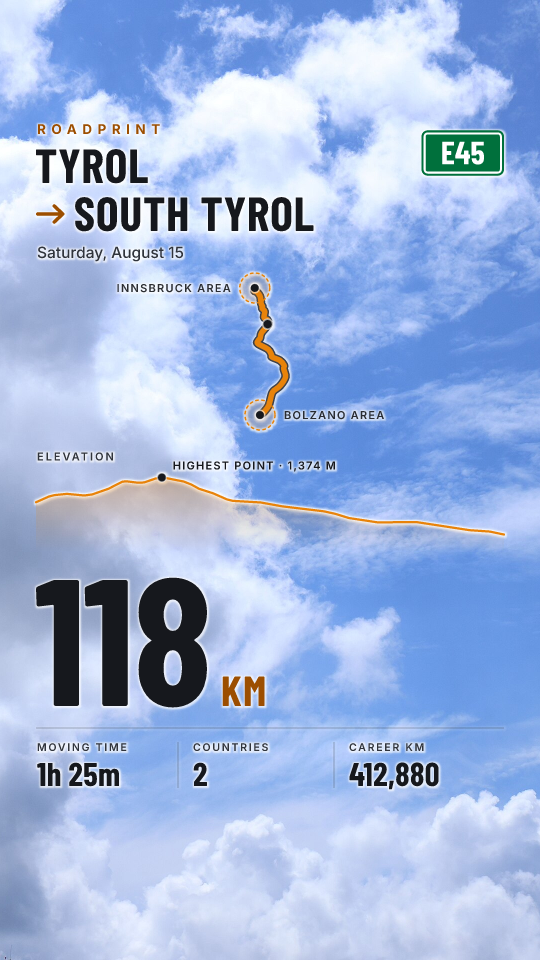 ROADPRINT
TYROL
→ SOUTH TYROL
E45
Saturday, August 15
INNSBRUCK AREA
BOLZANO AREA
ELEVATION
HIGHEST POINT · 1,374 M
118 KM
MOVING TIME
1h 25m
COUNTRIES
2
CAREER KM
412,880